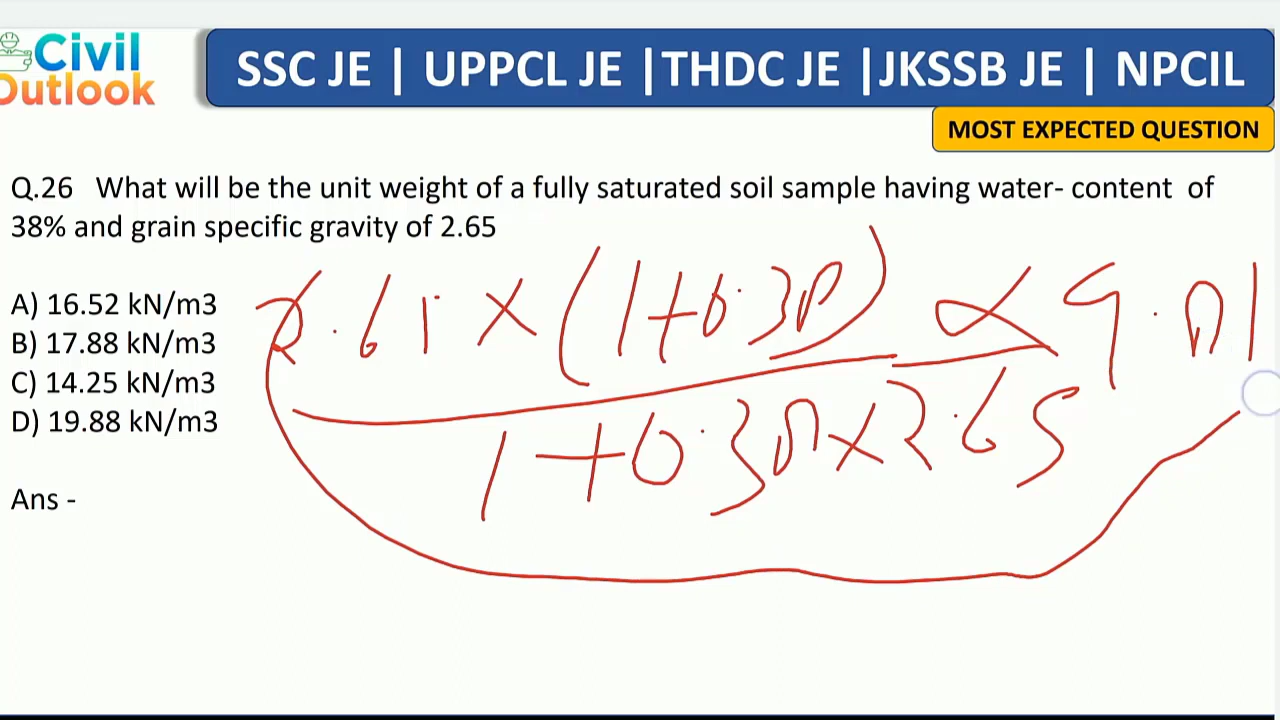 Civil
Outlook
SSC JE | UPPCL JE |THDC JE |JKSSB JE | NPCIL
MOST EXPECTED QUESTION
Q.26 What will be the unit weight of a fully saturated soil sample having water- content of
38% and grain specific gravity of 2.65
A) 16.52 kN/m3
B) 17.88 kN/m3
C) 14.25 kN/m3
D) 19.88 kN/m3
2.65 × (1+0.38) × 9.81
1+0.38×2.65
Ans -